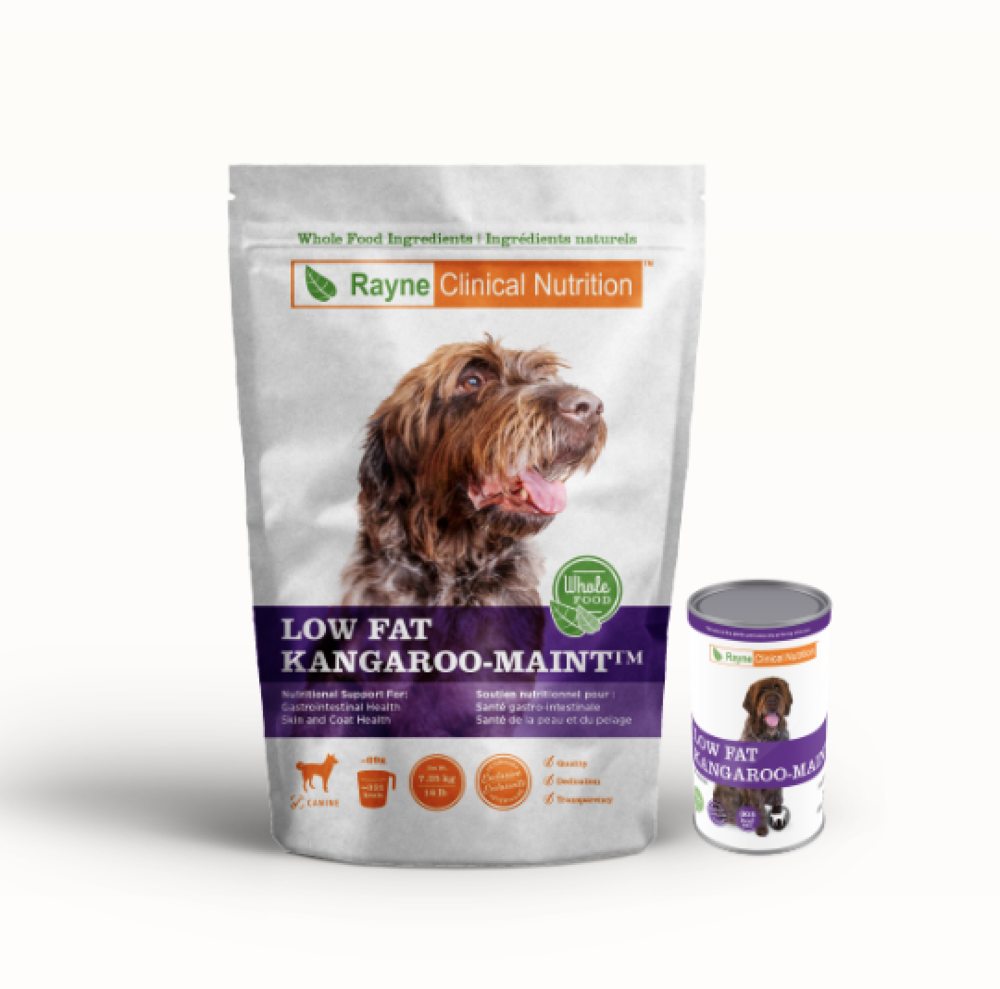 Whole Food Ingredients | Ingrédients naturels
Rayne Clinical Nutrition™
Whole
FOOD
LOW FAT
KANGAROO-MAINT™
Nutritional Support For:
Gastrointestinal Health
Skin and Coat Health
Soutien nutritionnel pour :
Santé gastro-intestinale
Santé de la peau et du pelage
CANINE
7.25 kg
16 lb
Exclusive
Quality
Dedication
Transparency
Rayne Clinical Nutrition
LOW FAT
KANGAROO-MAIN